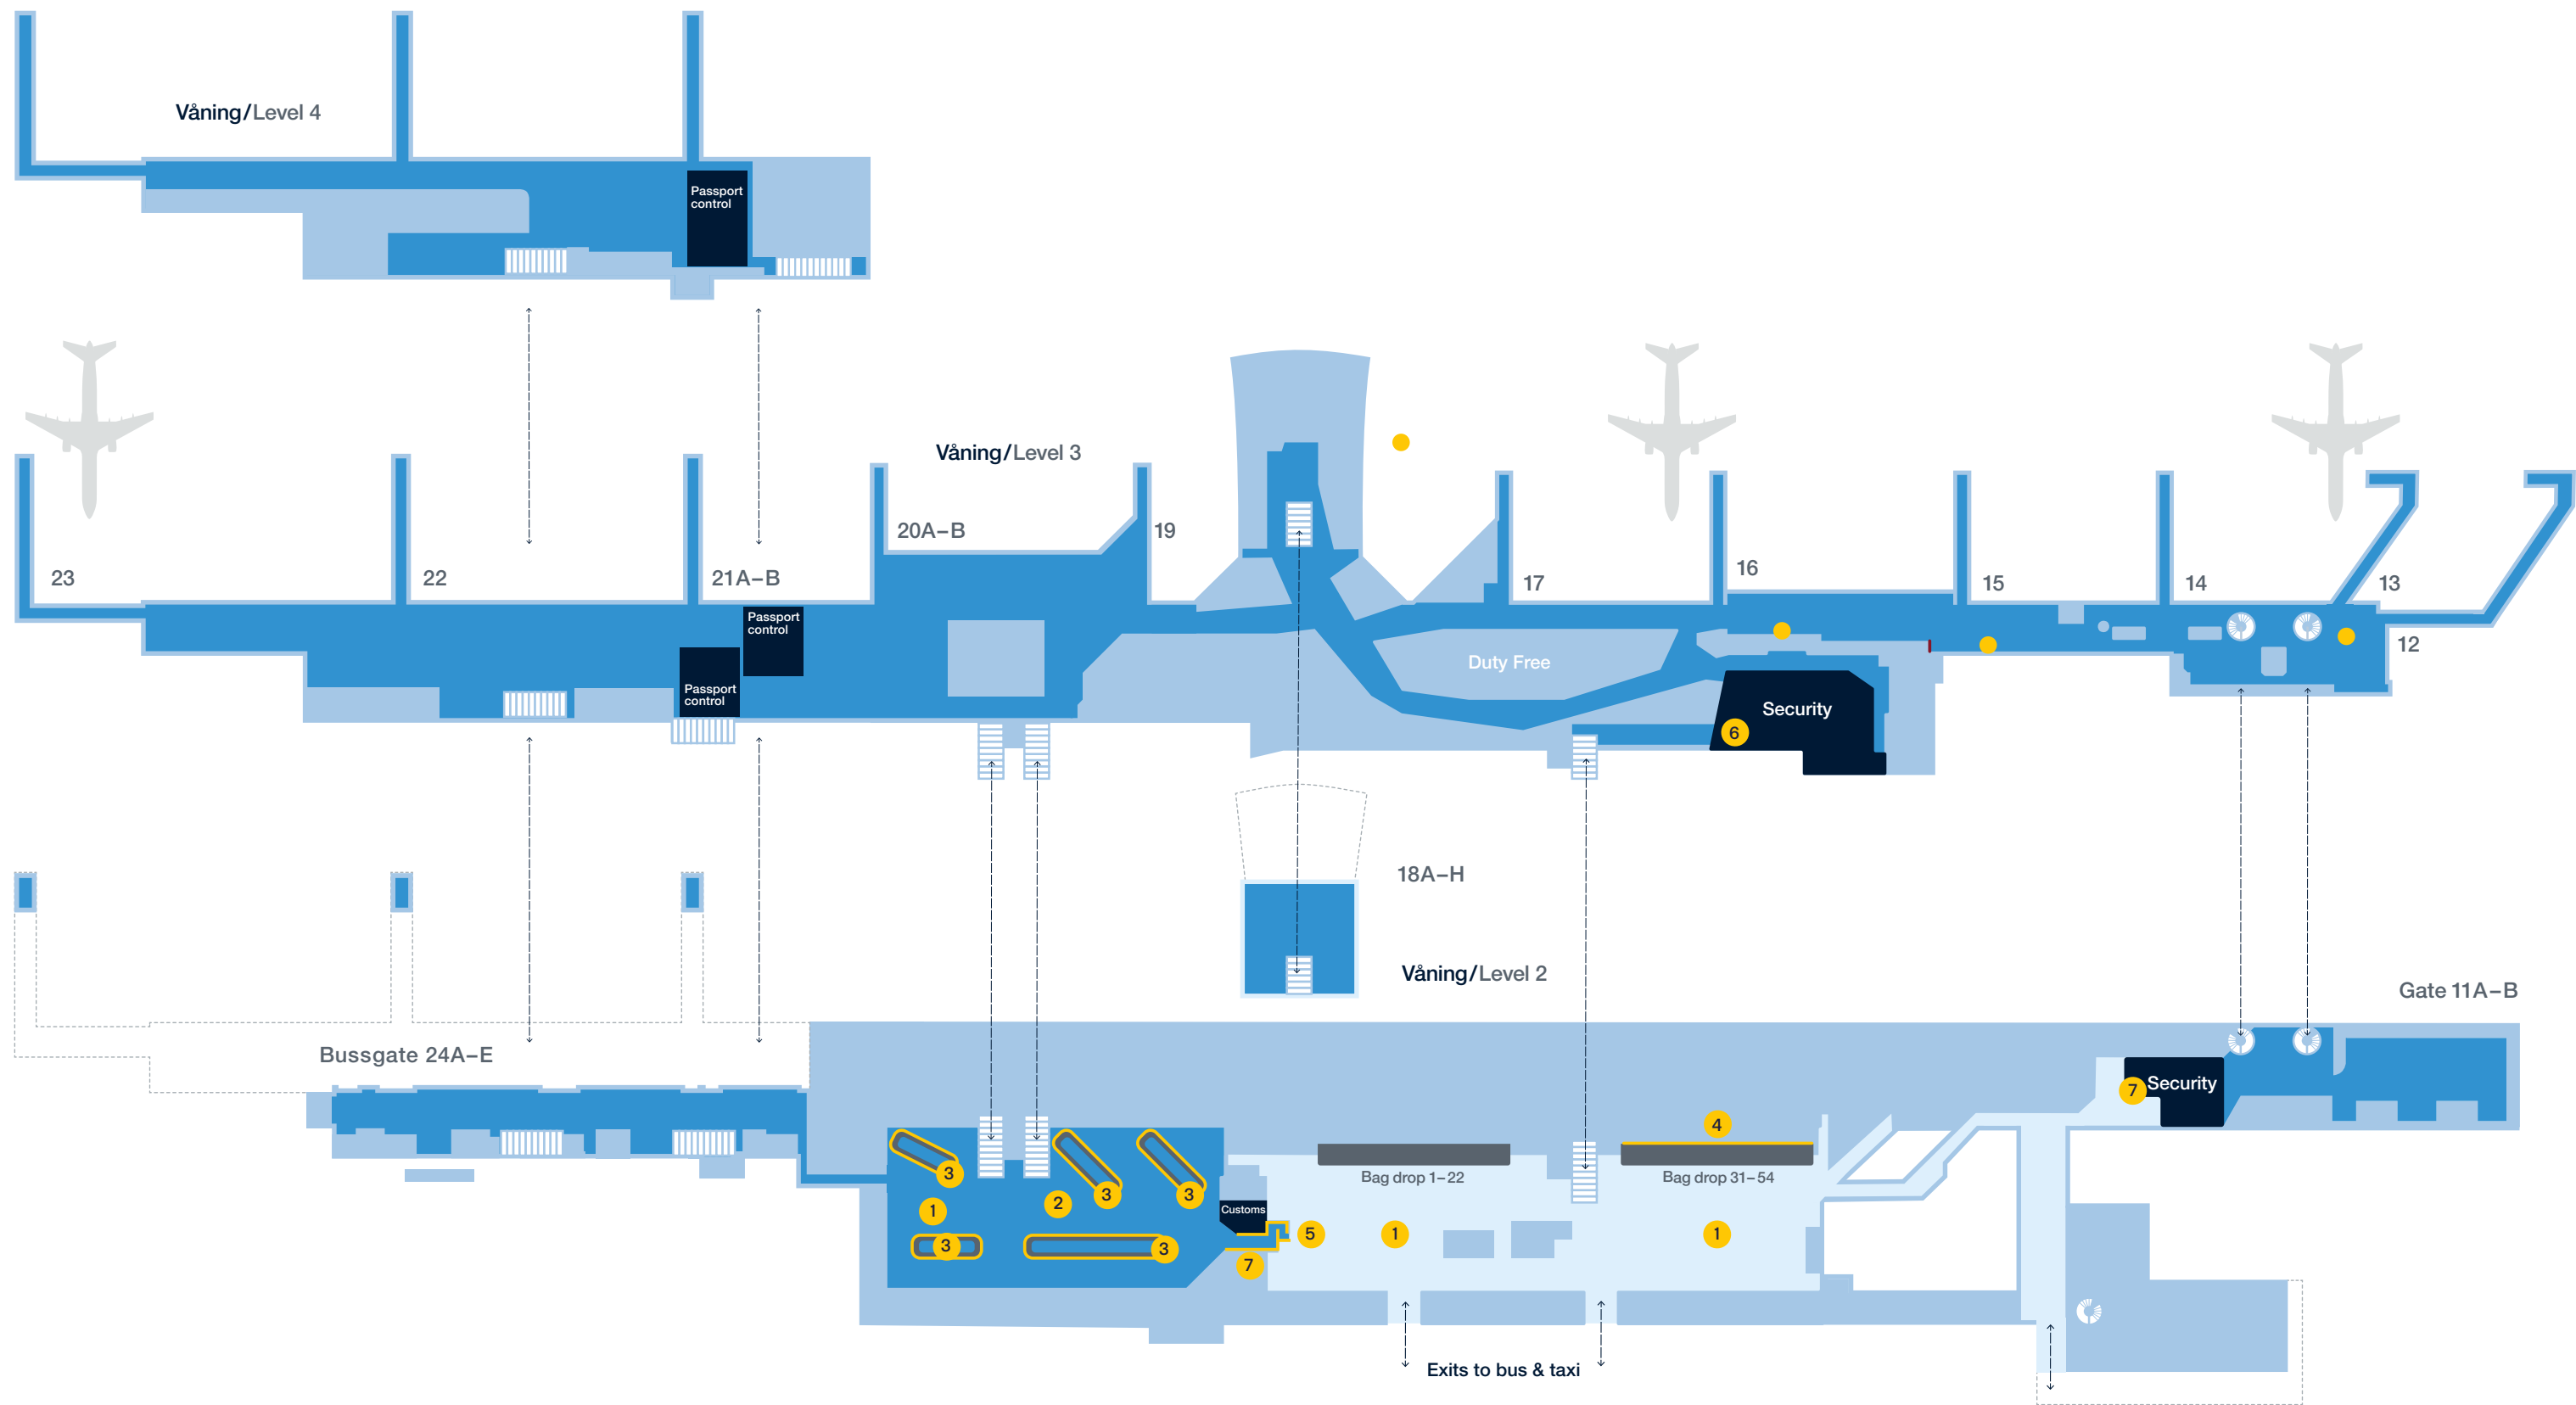 Våning/Level 4
Passport
control
Våning/Level 3
20A–B
19
23
22
21A–B
17
16
15
14
13
12
Passport
control
Passport
control
Duty Free
Security
6
18A–H
Våning/Level 2
Gate 11A–B
Bussgate 24A–E
7
Security
4
Bag drop 1–22
Bag drop 31–54
3
3
3
1
2
Customs
3
3
5
1
1
7
Exits to bus & taxi